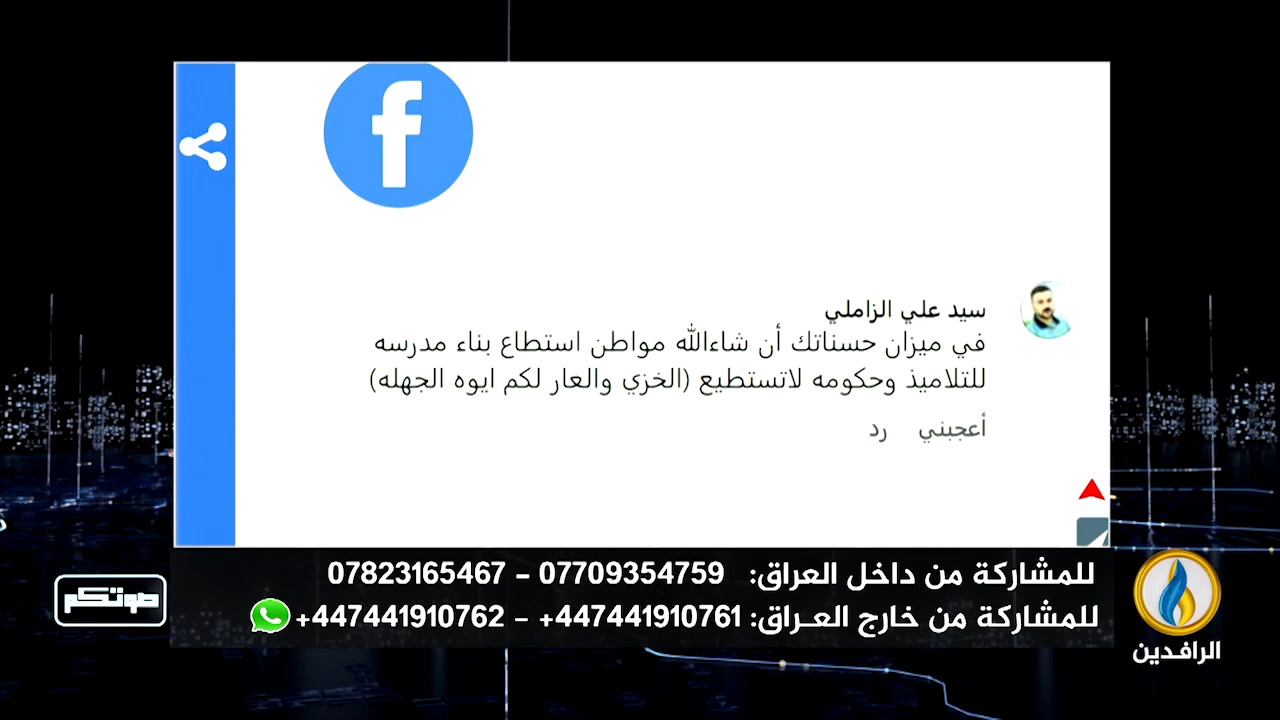 سيد علي الزاملي
في ميزان حسناتك أن شاءالله مواطن استطاع بناء مدرسه
للتلاميذ وحكومه لاتستطيع (الخزي والعار لكم ايوه الجهله)
أعجبني رد
للمشاركة من داخل العراق: 07709354759 - 07823165467
للمشاركة من خارج العـراق: 447441910761+ - 447441910762+
صوتكم
الرافدين